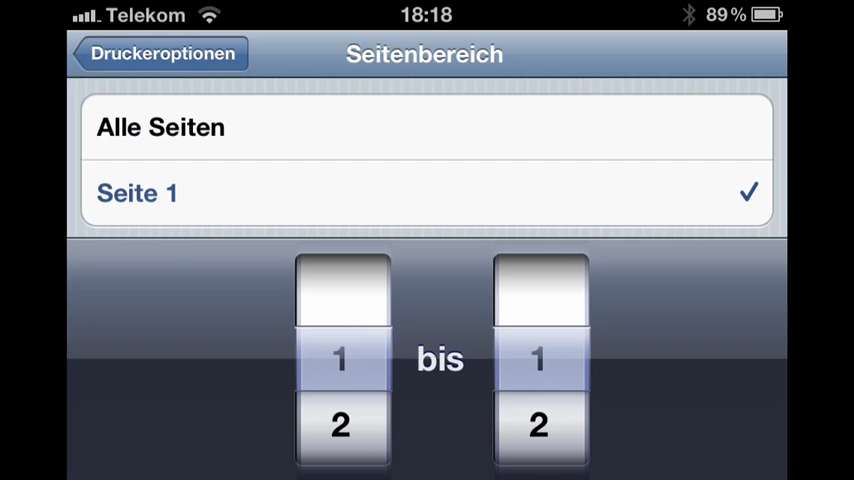 Telekom 18:18 89%
Druckeroptionen Seitenbereich
Alle Seiten
Seite 1
1 bis 1
2 2